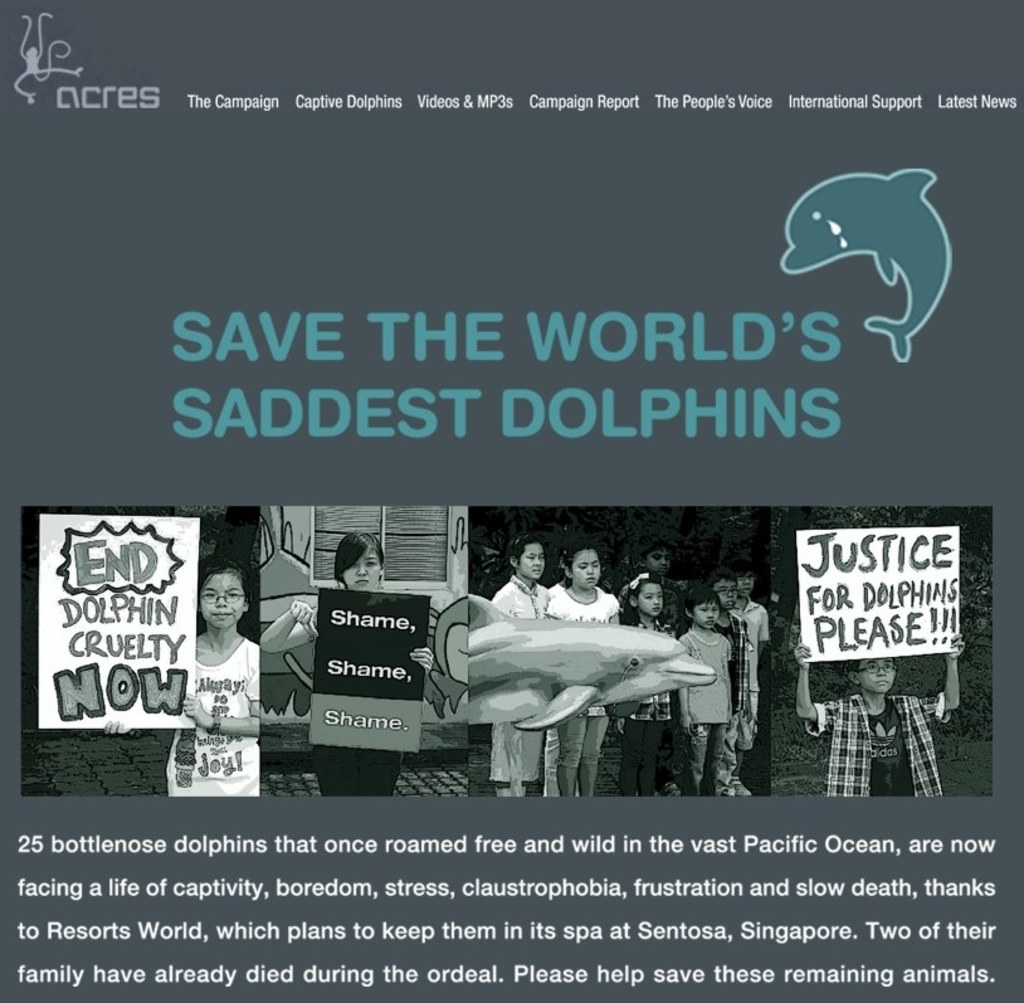 acres
The Campaign Captive Dolphins Videos & MP3s Campaign Report The People's Voice International Support Latest News
SAVE THE WORLD'S
SADDEST DOLPHINS
END
DOLPHIN
CRUELTY
NOW
Joy!
Shame,
Shame,
Shame.
JUSTICE
FOR DOLPHINS
PLEASE!!!
adidas
25 bottlenose dolphins that once roamed free and wild in the vast Pacific Ocean, are now
facing a life of captivity, boredom, stress, claustrophobia, frustration and slow death, thanks
to Resorts World, which plans to keep them in its spa at Sentosa, Singapore. Two of their
family have already died during the ordeal. Please help save these remaining animals.